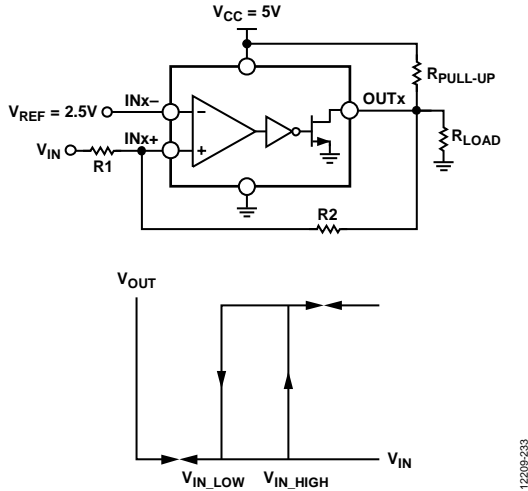 VCC = 5V
RPULL-UP
INx–
OUTx
VREF = 2.5V
INx+
RLOAD
VIN
R1
R2
VOUT
VIN
VIN_LOW
VIN_HIGH
12209-233